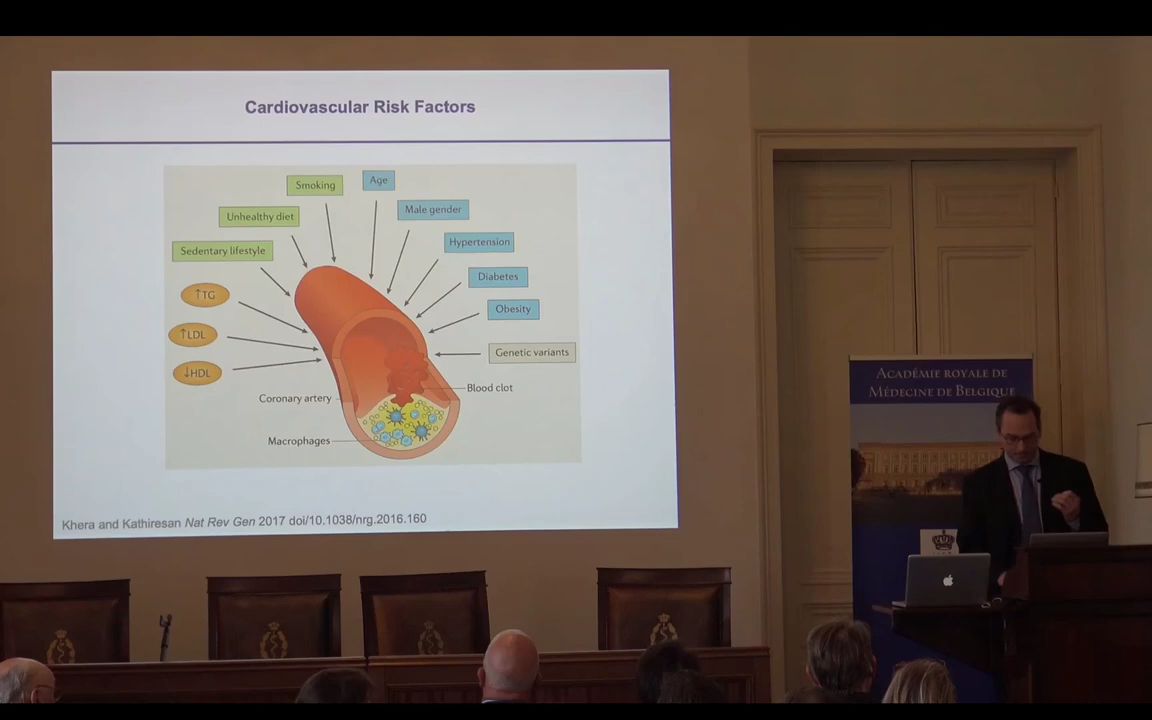 Cardiovascular Risk Factors
Smoking
Age
Unhealthy diet
Male gender
Sedentary lifestyle
Hypertension
Diabetes
↑TG
Obesity
↑LDL
Genetic variants
↓HDL
Blood clot
Coronary artery
Macrophages
Khera and Kathiresan Nat Rev Gen 2017 doi/10.1038/nrg.2016.160
ACADÉMIE ROYALE DE
MÉDECINE DE BELGIQUE